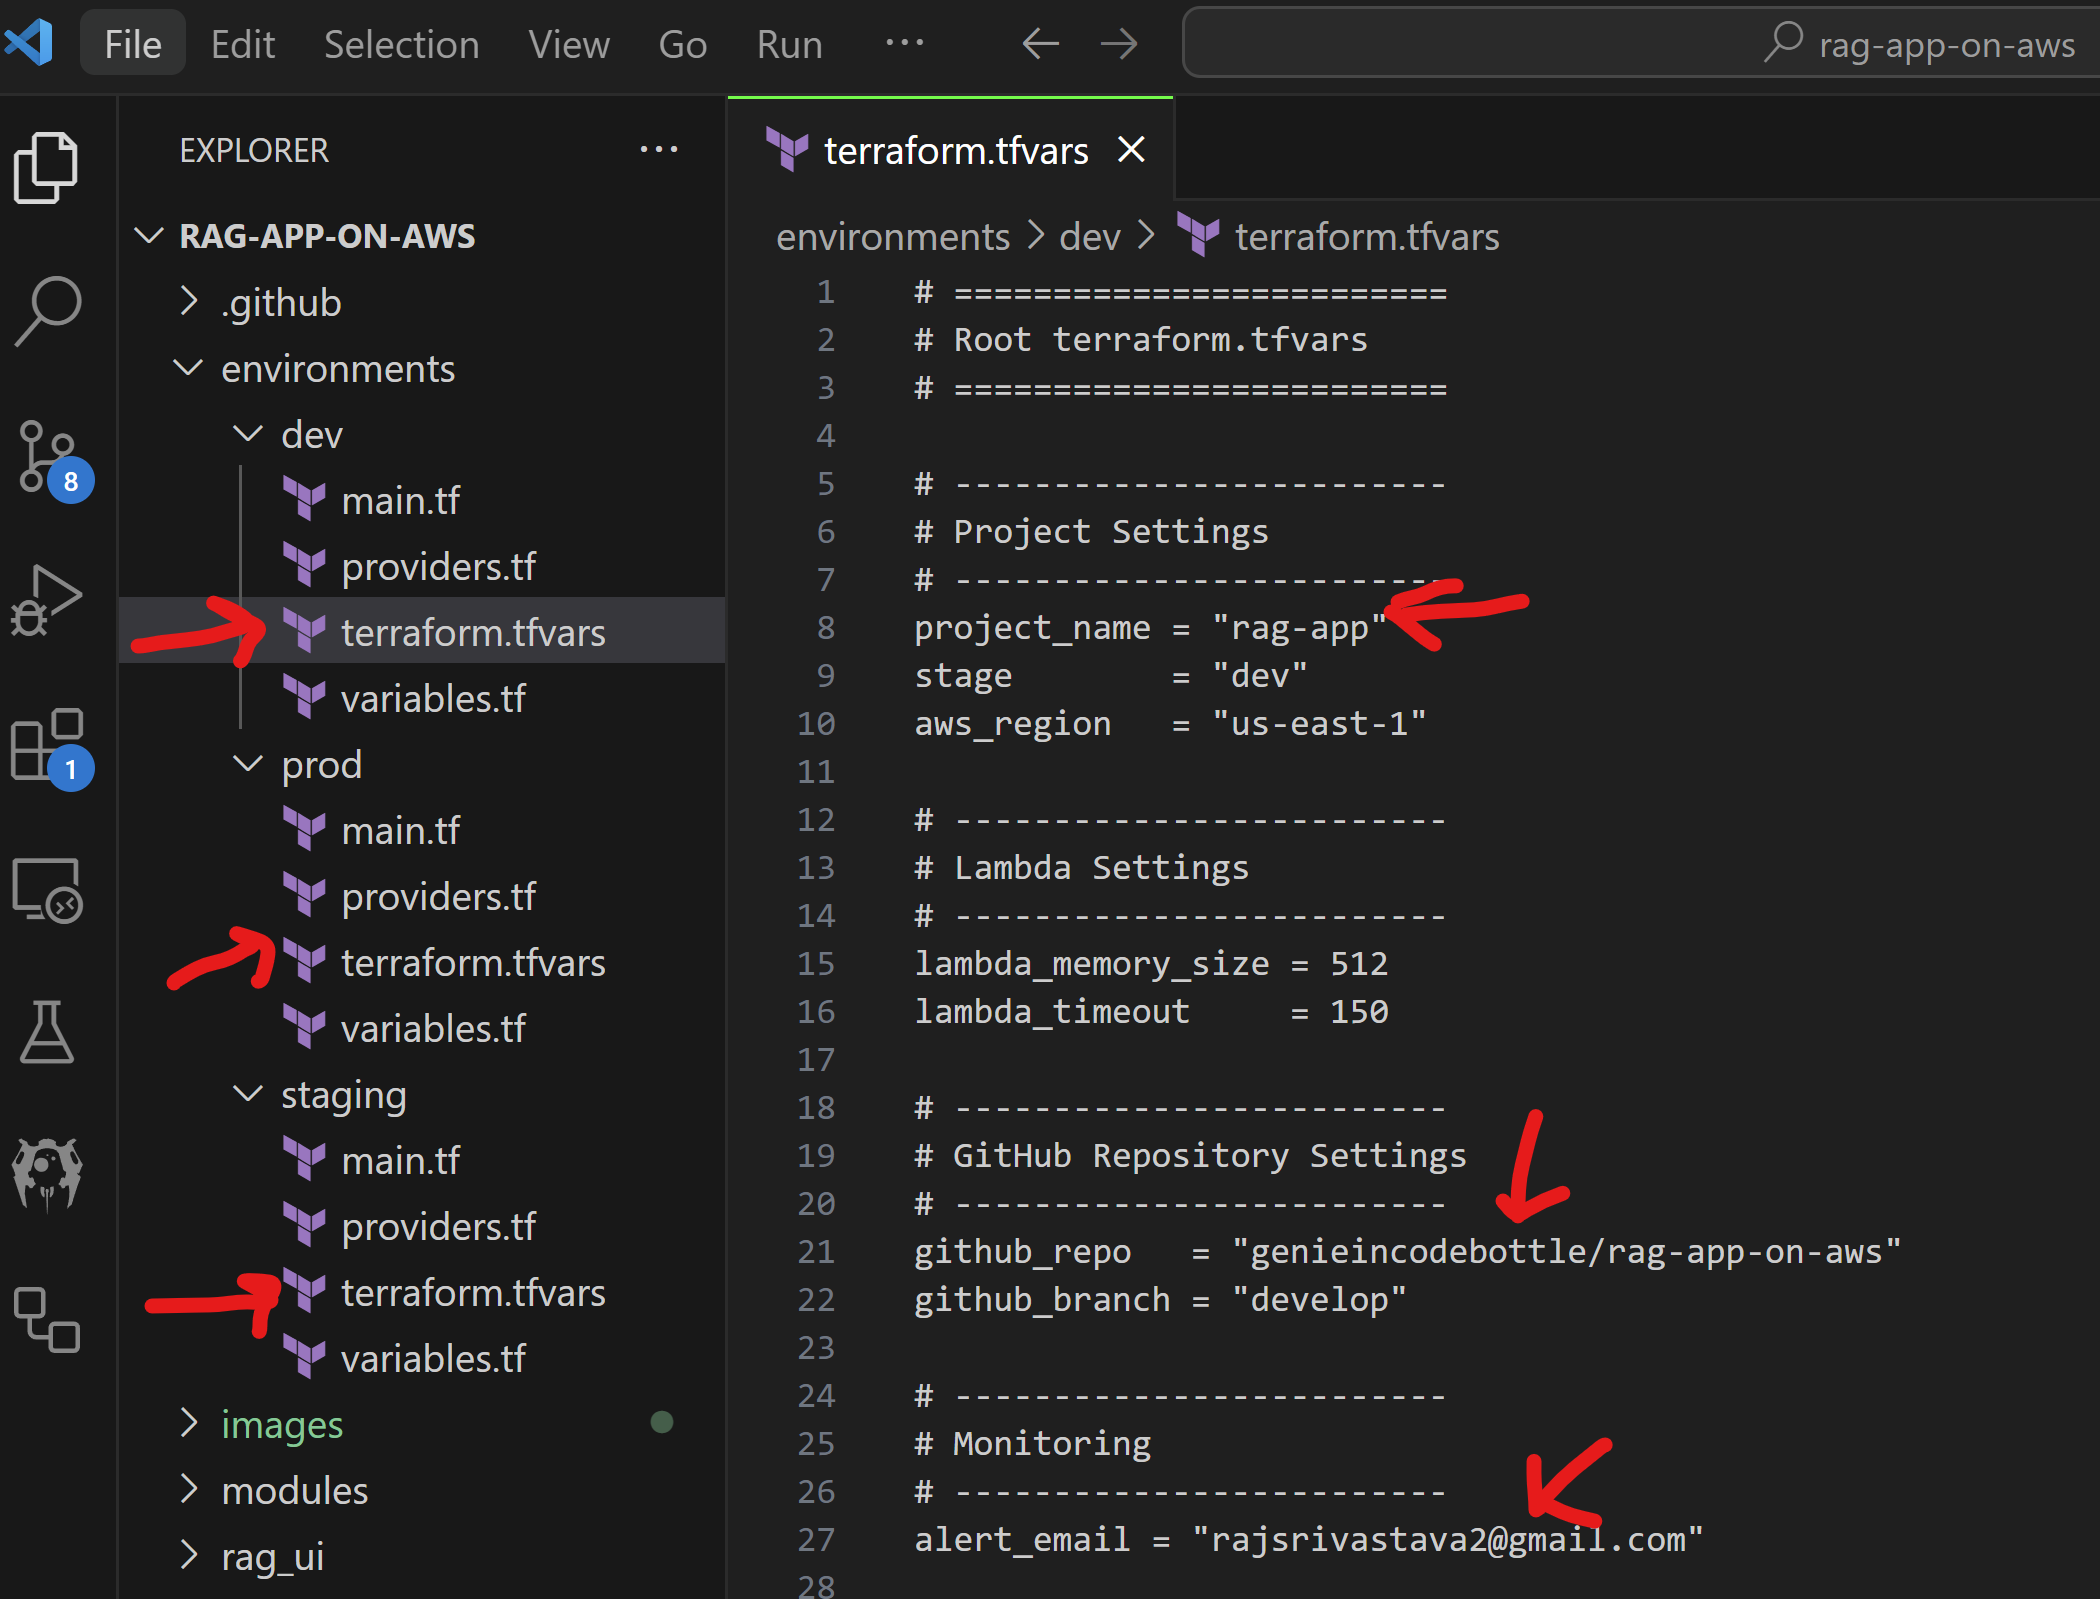 File Edit Selection View Go Run ··· rag-app-on-aws
EXPLORER ···
RAG-APP-ON-AWS
.github
environments
dev
main.tf
providers.tf
terraform.tfvars
variables.tf
prod
main.tf
providers.tf
terraform.tfvars
variables.tf
staging
main.tf
providers.tf
terraform.tfvars
variables.tf
images
modules
rag_ui
8
1
terraform.tfvars
environments > dev > terraform.tfvars
1 # =========================
2 # Root terraform.tfvars
3 # =========================
4
5 # -------------------------
6 # Project Settings
7 # -------------------------
8 project_name = "rag-app"
9 stage        = "dev"
10 aws_region   = "us-east-1"
11
12 # -------------------------
13 # Lambda Settings
14 # -------------------------
15 lambda_memory_size = 512
16 lambda_timeout     = 150
17
18 # -------------------------
19 # GitHub Repository Settings
20 # -------------------------
21 github_repo   = "genieincodebottle/rag-app-on-aws"
22 github_branch = "develop"
23
24 # -------------------------
25 # Monitoring
26 # -------------------------
27 alert_email = "rajsrivastava2@gmail.com"
28